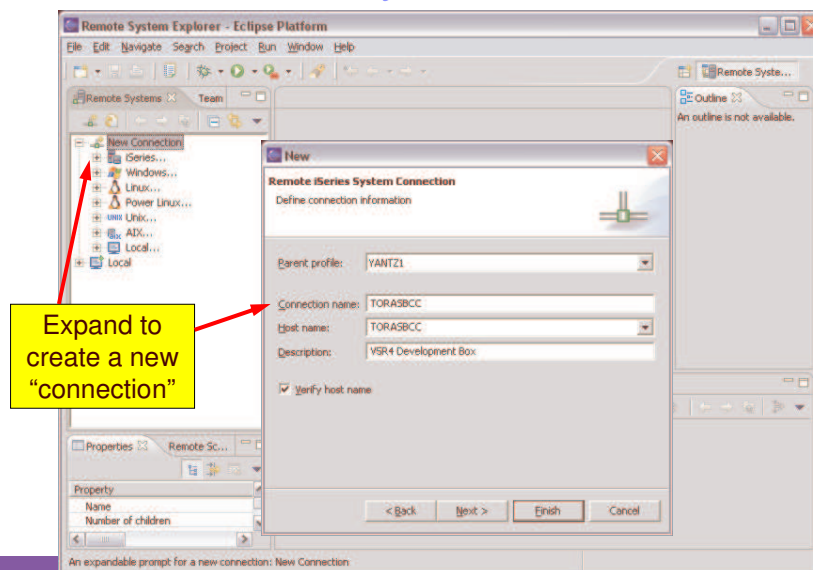 Remote System Explorer - Eclipse Platform
File Edit Navigate Search Project Run Window Help
Remote Syste...
Remote Systems Team
Outline
An outline is not available.
New Connection
iSeries...
Windows...
Linux...
Power Linux...
UNIX Unix...
AIX...
Local...
Local
New
Remote iSeries System Connection
Define connection information
Parent profile: YANTZ1
Connection name: TORASBCC
Host name: TORASBCC
Description: V5R4 Development Box
Verify host name
< Back Next > Finish Cancel
Expand to
create a new
“connection”
Properties Remote Sc...
Property
Name
Number of children
An expandable prompt for a new connection: New Connection